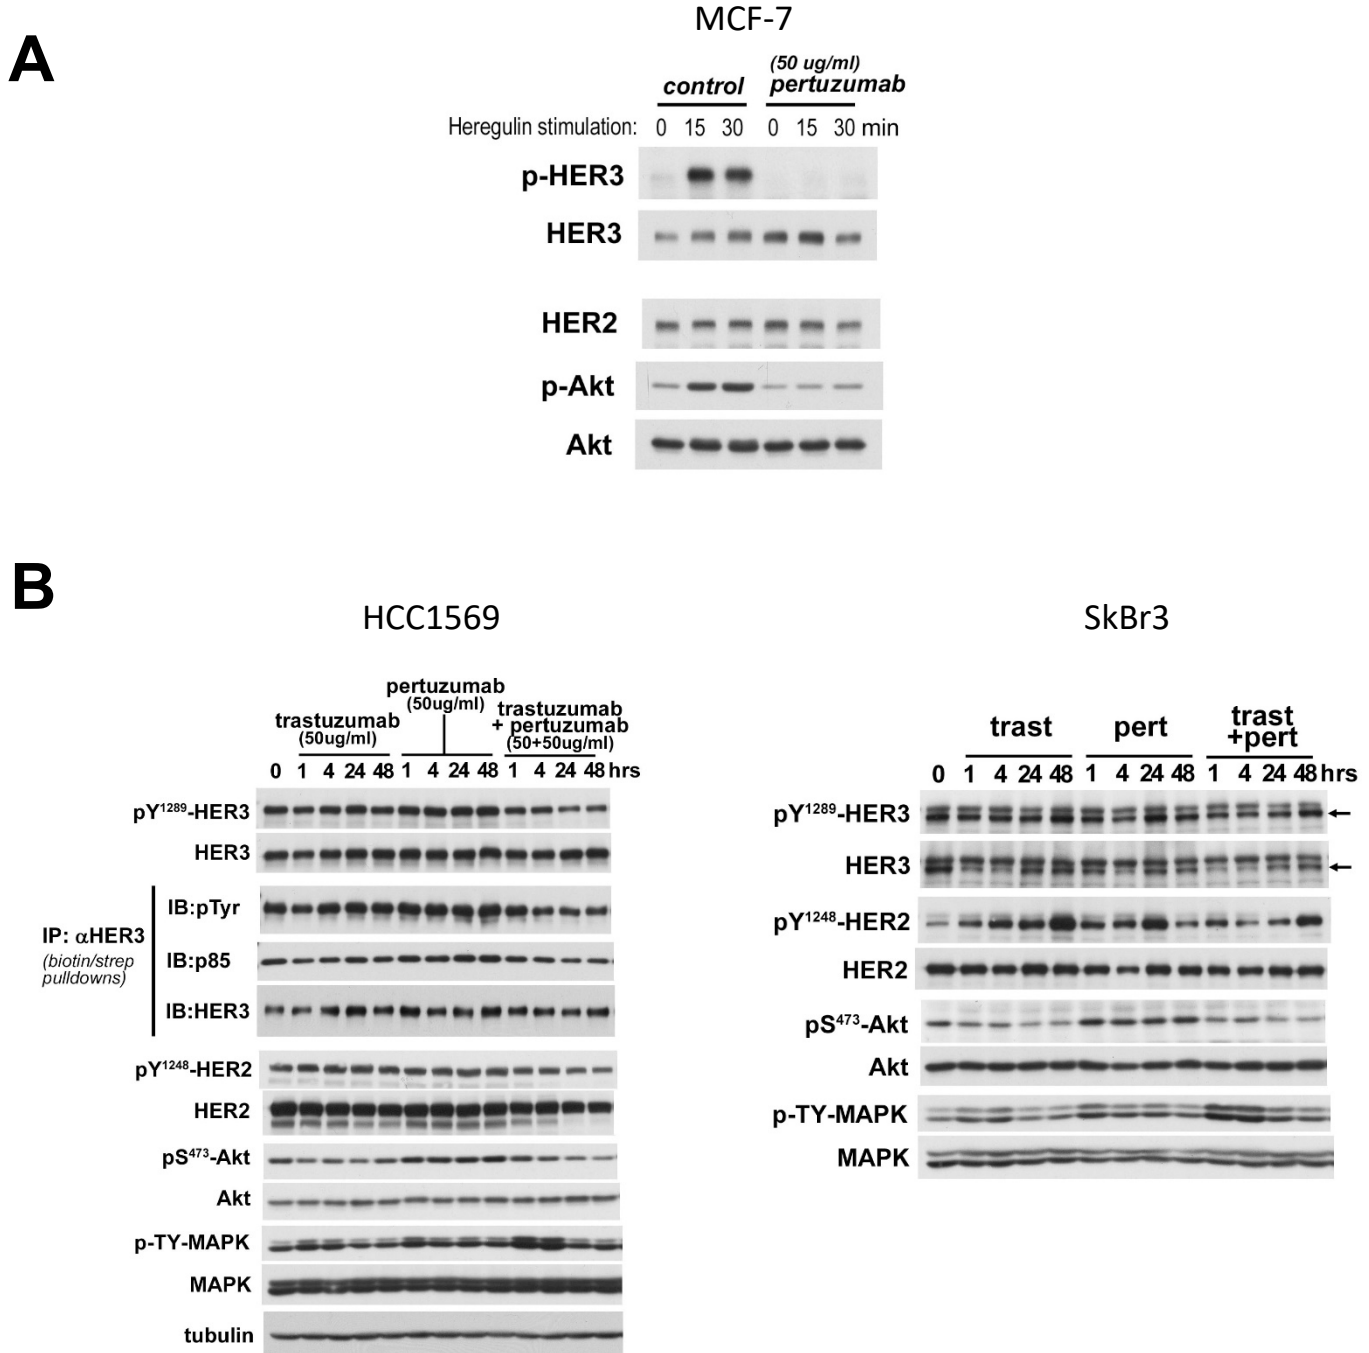 A
MCF-7
(50 ug/ml)
control pertuzumab
Heregulin stimulation: 0 15 30 0 15 30 min
p-HER3
HER3
HER2
p-Akt
Akt
B
HCC1569
pertuzumab
(50ug/ml)
trastuzumab
(50ug/ml)
trastuzumab
+ pertuzumab
(50+50ug/ml)
0 1 4 24 48 1 4 24 48 1 4 24 48 hrs
pY1289-HER3
HER3
IP: αHER3
(biotin/strep
pulldowns)
IB:pTyr
IB:p85
IB:HER3
pY1248-HER2
HER2
pS473-Akt
Akt
p-TY-MAPK
MAPK
tubulin
SkBr3
trast pert trast
+pert
0 1 4 24 48 1 4 24 48 1 4 24 48 hrs
pY1289-HER3
HER3
pY1248-HER2
HER2
pS473-Akt
Akt
p-TY-MAPK
MAPK